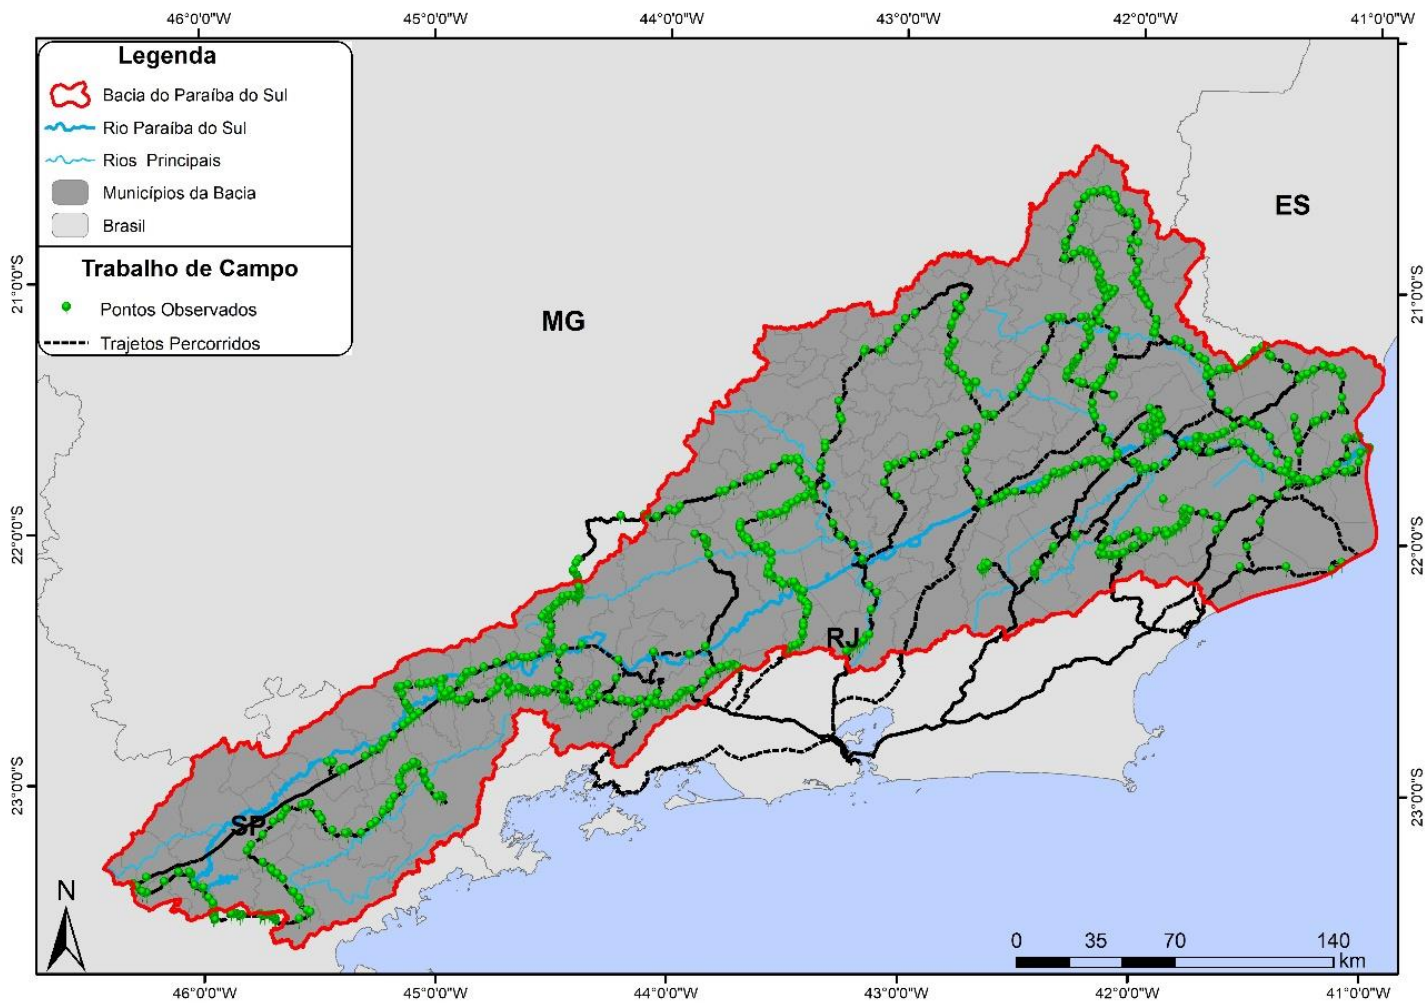 46°0'0"W 45°0'0"W 44°0'0"W 43°0'0"W 42°0'0"W 41°0'0"W
Legenda
Bacia do Paraíba do Sul
Rio Paraíba do Sul
Rios Principais
Municípios da Bacia
Brasil
Trabalho de Campo
Pontos Observados
Trajetos Percorridos
ES
MG
RJ
SP
21°0'0"S
22°0'0"S
23°0'0"S
21°0'0"S
22°0'0"S
23°0'0"S
N
0 35 70 140
km
46°0'0"W 45°0'0"W 44°0'0"W 43°0'0"W 42°0'0"W 41°0'0"W